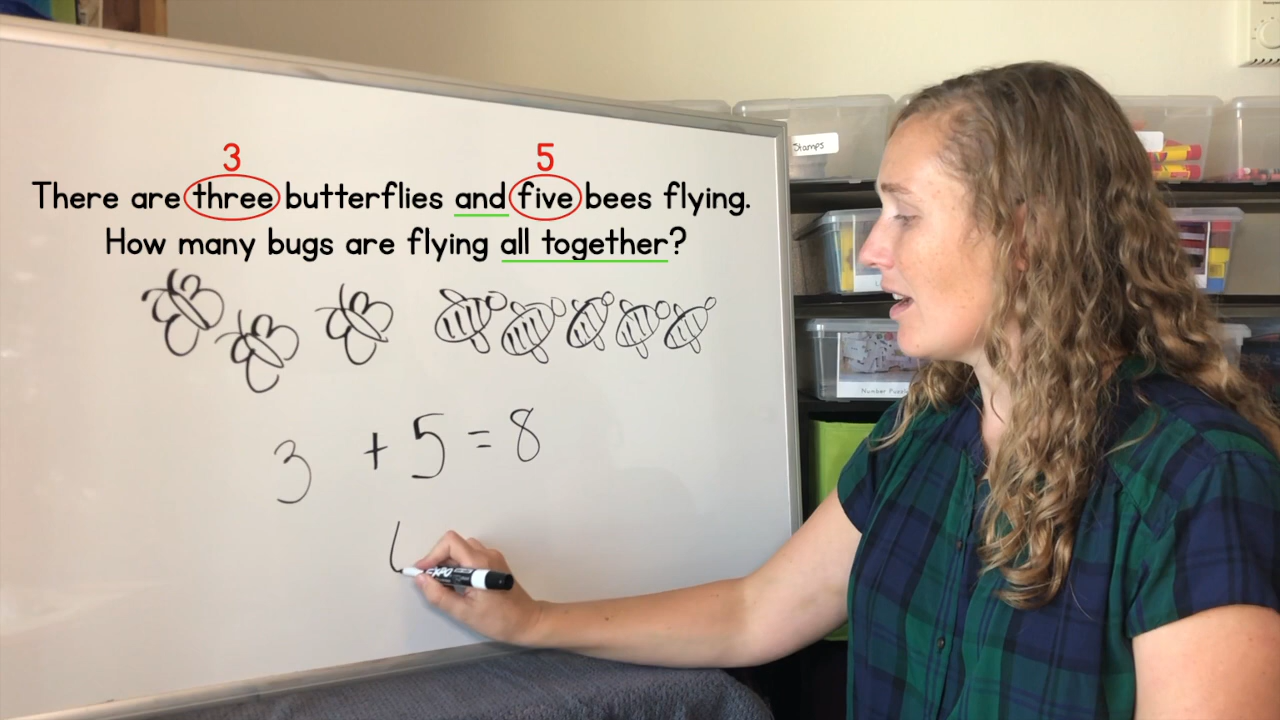 3 5
There are three butterflies and five bees flying.
How many bugs are flying all together?
3 + 5 = 8
Stamps